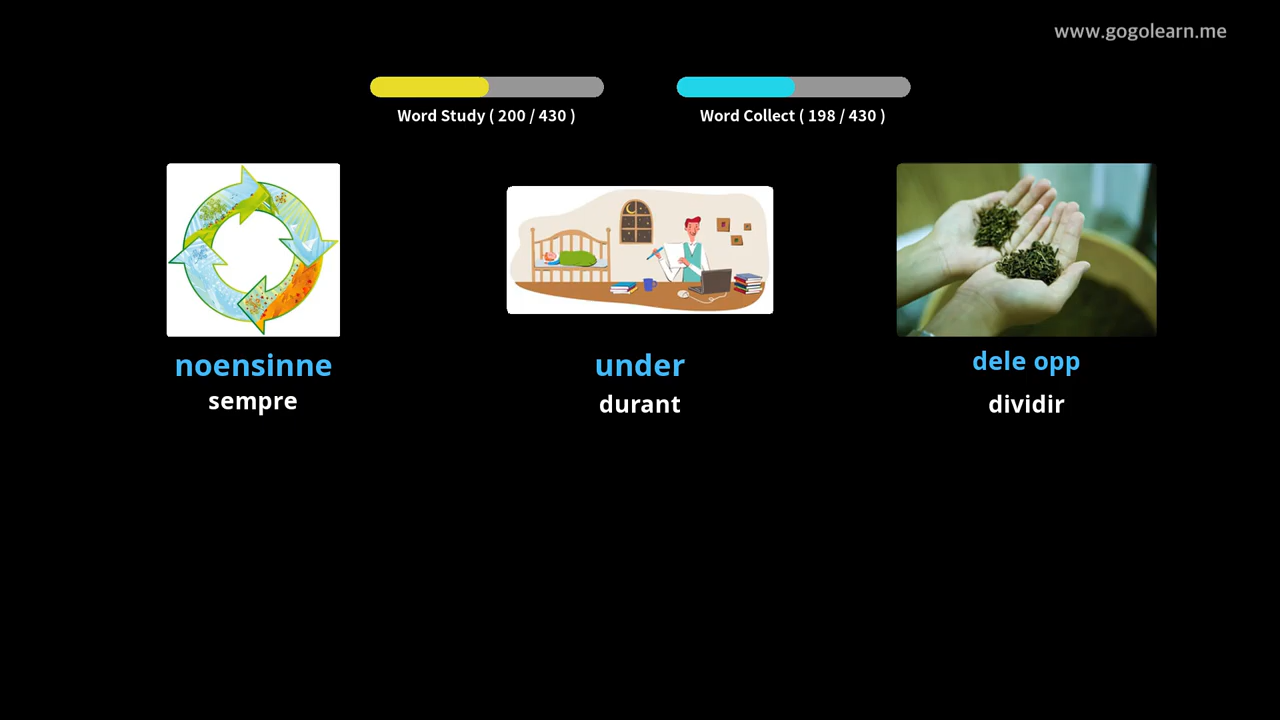 www.gogolearn.me
Word Study ( 200 / 430 )
Word Collect ( 198 / 430 )
noensinne
sempre
under
durant
dele opp
dividir